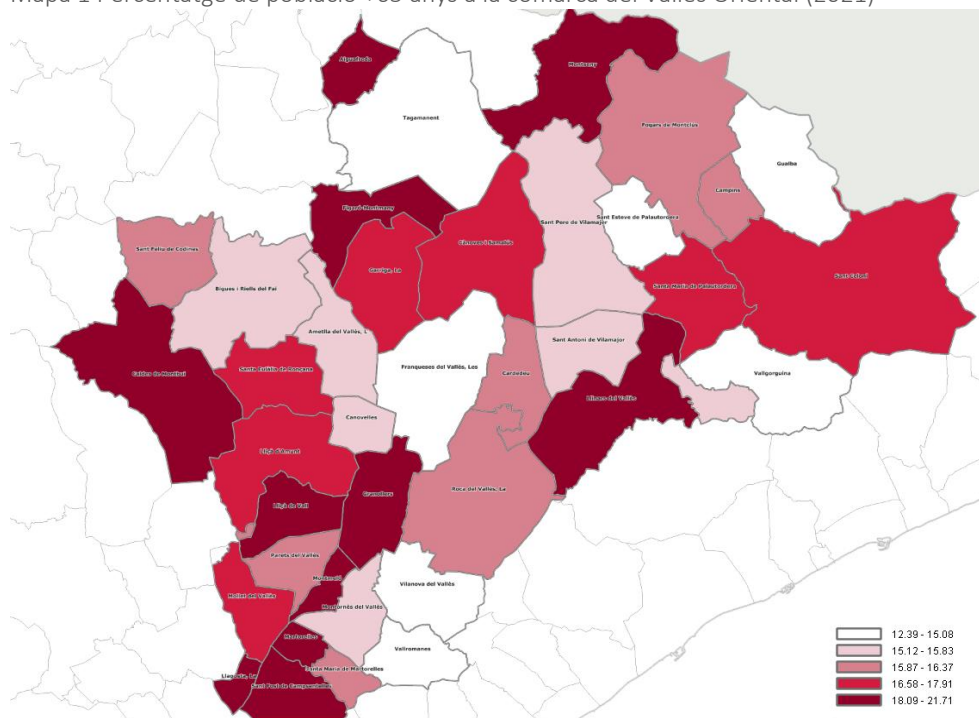 Mapa 1 Percentatge de població +65 anys a la comarca del Vallès Oriental (2021)
Aiguafreda
Montseny
Tagamanent
Fogars de Montclús
Gualba
Campins
Figaró-Montmany
Sant Pere de Vilamajor
Sant Esteve de Palautordera
Sant Feliu de Codines
Cànoves i Samalús
Garriga, La
Sant Celoni
Bigues i Riells del Fai
Santa Maria de Palautordera
Ametlla del Vallès, L
Sant Antoni de Vilamajor
Franqueses del Vallès, Les
Vallgorguina
Santa Eulàlia de Ronçana
Cardedeu
Caldes de Montbui
Llinars del Vallès
Canovelles
Lliçà d'Amunt
Granollers
Roca del Vallès, La
Lliçà de Vall
Parets del Vallès
Montmeló
Vilanova del Vallès
Mollet del Vallès
Montornès del Vallès
Martorelles
Vallromanes
Santa Maria de Martorelles
Llagosta, La
Sant Fost de Campsentelles
12.39 - 15.08
15.12 - 15.83
15.87 - 16.37
16.58 - 17.91
18.09 - 21.71